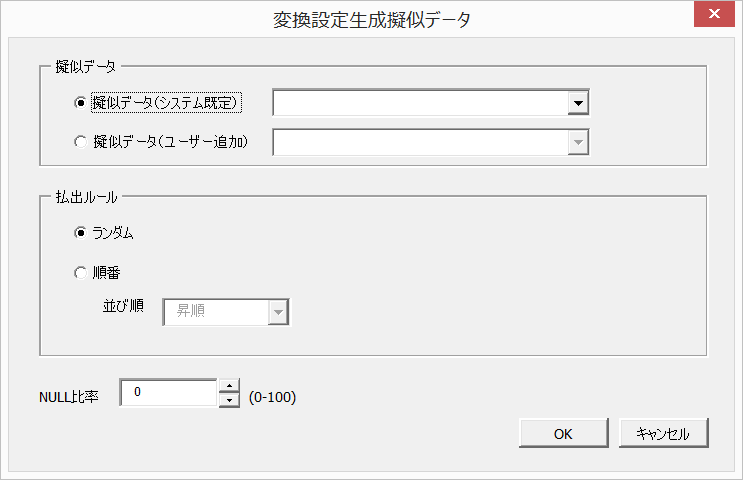 変換設定生成擬似データ
擬似データ
擬似データ(システム既定)
擬似データ(ユーザー追加)
払出ルール
ランダム
順番
並び順
昇順
NULL比率
0
(0-100)
OK
キャンセル